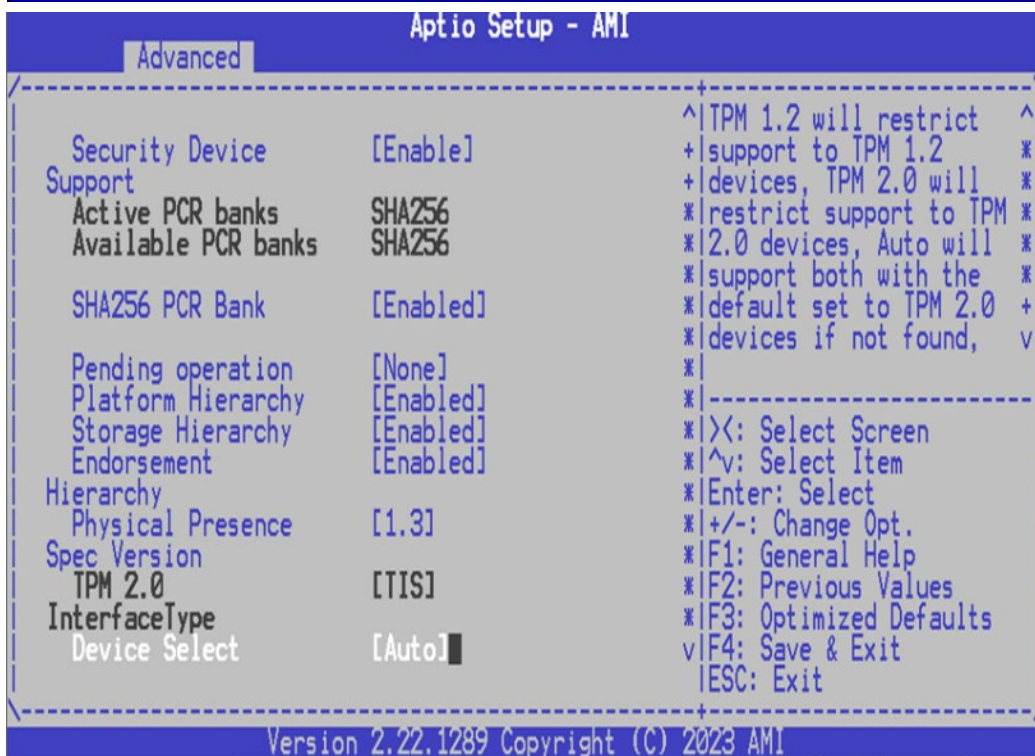 Aptio Setup - AMI
Advanced
Security Device [Enable]
Support
Active PCR banks SHA256
Available PCR banks SHA256
SHA256 PCR Bank [Enabled]
Pending operation [None]
Platform Hierarchy [Enabled]
Storage Hierarchy [Enabled]
Endorsement [Enabled]
Hierarchy
Physical Presence [1.3]
Spec Version
TPM 2.0 [TIS]
InterfaceType
Device Select [Auto]
TPM 1.2 will restrict
support to TPM 1.2
devices, TPM 2.0 will
restrict support to TPM
2.0 devices, Auto will
support both with the
default set to TPM 2.0
devices if not found,
><: Select Screen
^v: Select Item
Enter: Select
+/-: Change Opt.
F1: General Help
F2: Previous Values
F3: Optimized Defaults
F4: Save & Exit
ESC: Exit
Version 2.22.1289 Copyright (C) 2023 AMI